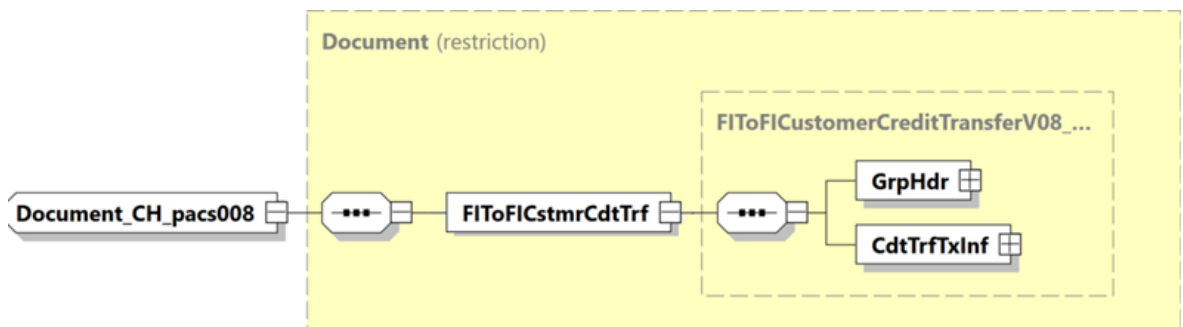 Document (restriction)
FIToFICustomerCreditTransferV08_...
GrpHdr
Document_CH_pacs008
FIToFICstmrCdtTrf
CdtTrfTxInf